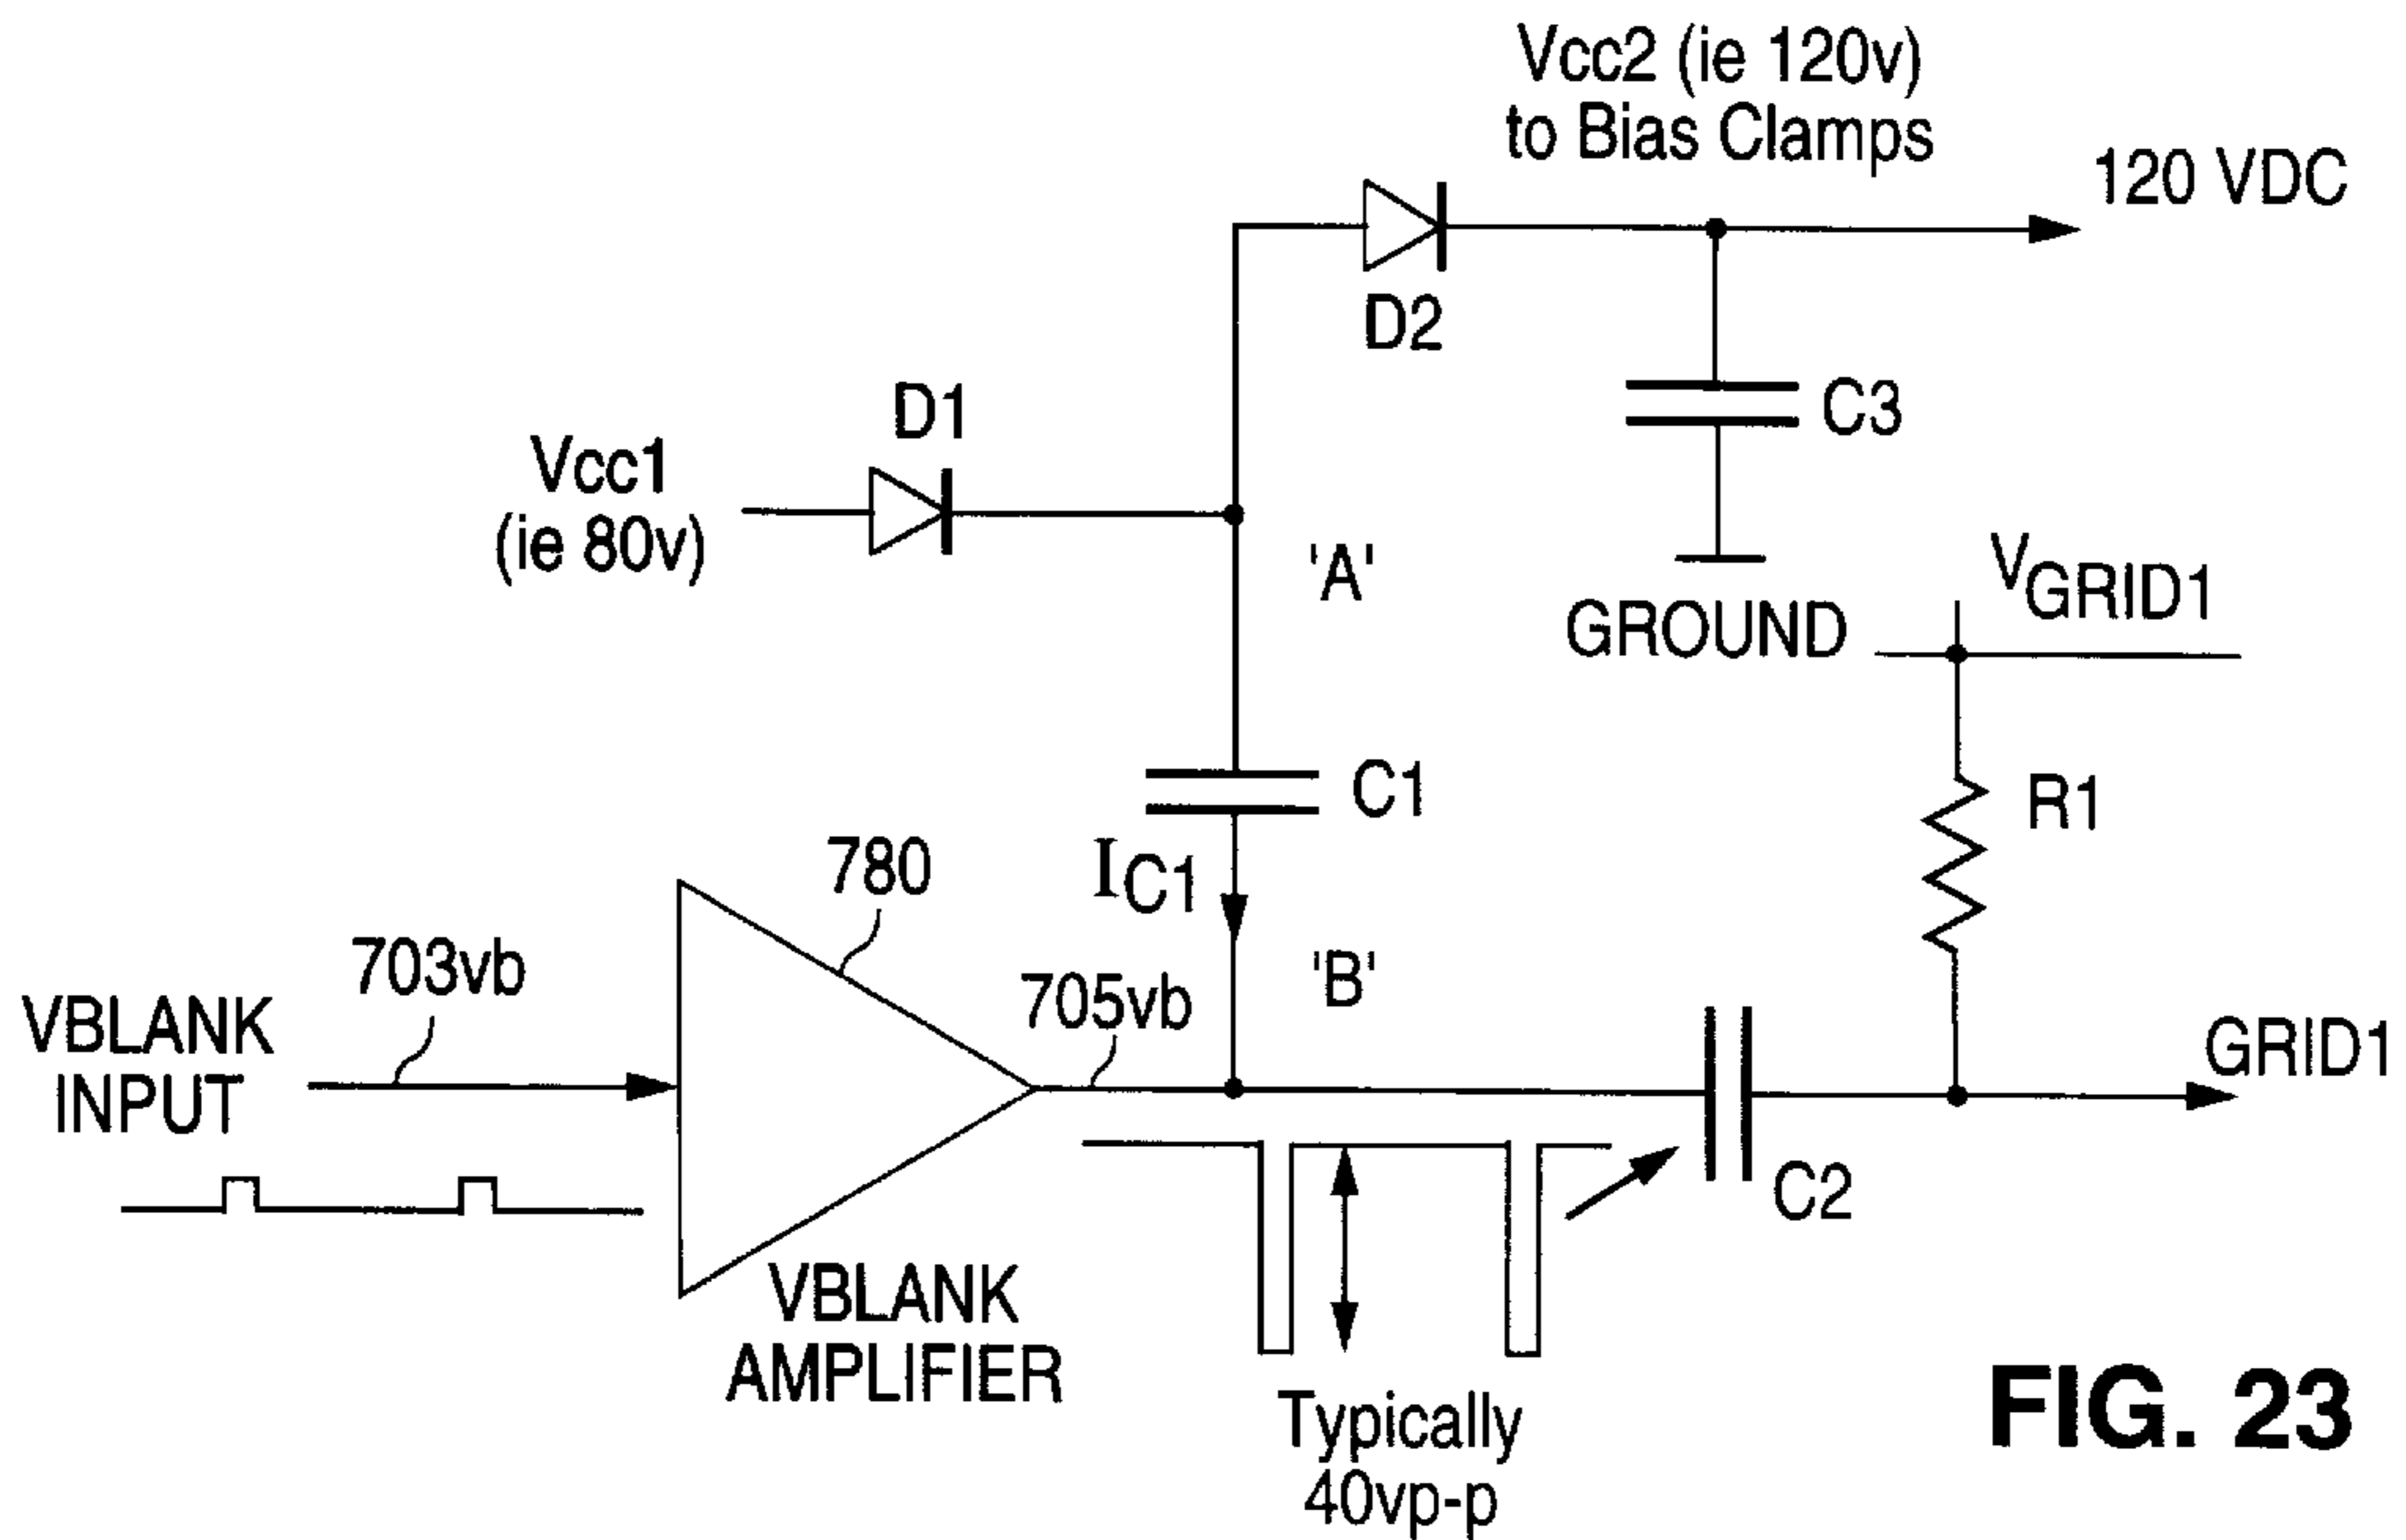 Vcc2 (ie 120v)
to Bias Clamps
120 VDC
D2
D1
C3
Vcc1
(ie 80v)
'A'
VGRID1
GROUND
C1
R1
780
IC1
703vb
'B'
705vb
VBLANK
INPUT
GRID1
C2
VBLANK
AMPLIFIER
Typically
40vp-p
FIG. 23